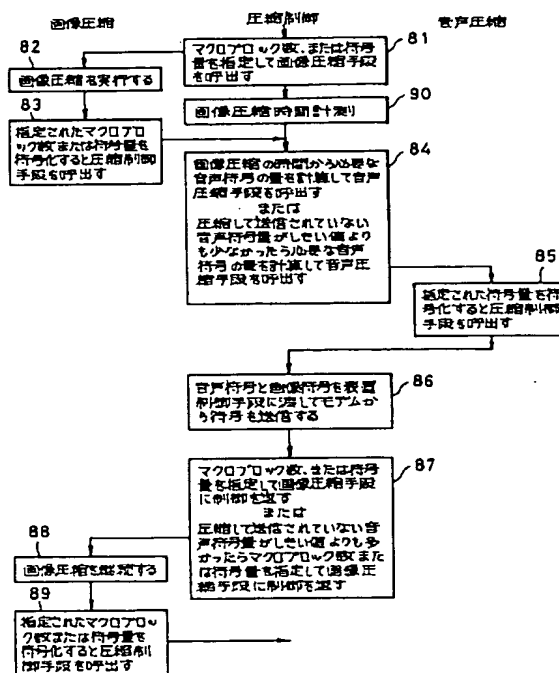 画像圧縮
圧縮制御
音声圧縮
82
81
マクロブロック数、または符号
量を指定して画像圧縮手段
を呼出す
画像圧縮を実行する
83
90
画像圧縮時間計測
指定されたマクロブロ
ック数または符号量を
符号化すると圧縮制御
手段を呼出す
84
画像圧縮の時間から必要な
音声符号の量を計算して音声
圧縮手段を呼出す
または
圧縮して送信されていない
音声符号量がしきい値より
も少なかったら必要な音声
符号の量を計算して音声圧
縮手段を呼出す
85
指定された符号量を符
号化すると圧縮制御
手段を呼出す
86
音声符号と画像符号を装置
制御手段に渡してモデムか
ら符号を送信する
87
マクロブロック数、または符号
量を指定して画像圧縮手段
に制御を返す
または
圧縮して送信されていない音
声符号量がしきい値よりも多
かったらマクロブロック数また
は符号量を指定して画像圧
縮手段に制御を返す
88
画像圧縮を継続する
89
指定されたマクロブロッ
ク数または符号量を
符号化すると圧縮制
御手段を呼出す